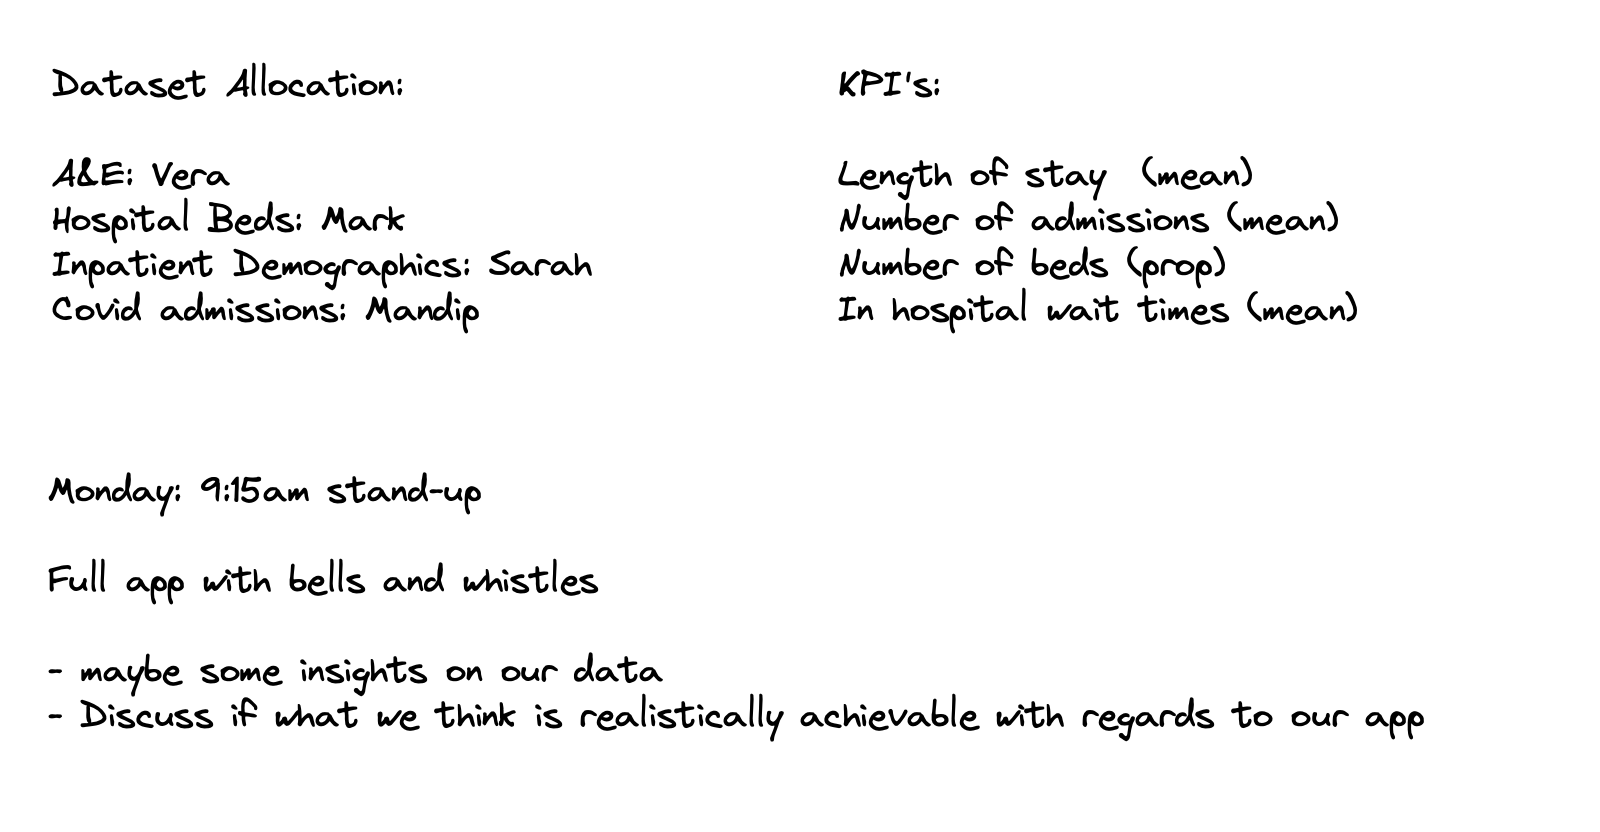 Dataset Allocation:
A&E: Vera
Hospital Beds: Mark
Inpatient Demographics: Sarah
Covid admissions: Mandip
KPI's:
Length of stay (mean)
Number of admissions (mean)
Number of beds (prop)
In hospital wait times (mean)
Monday: 9:15am stand-up
Full app with bells and whistles
- maybe some insights on our data
- Discuss if what we think is realistically achievable with regards to our app